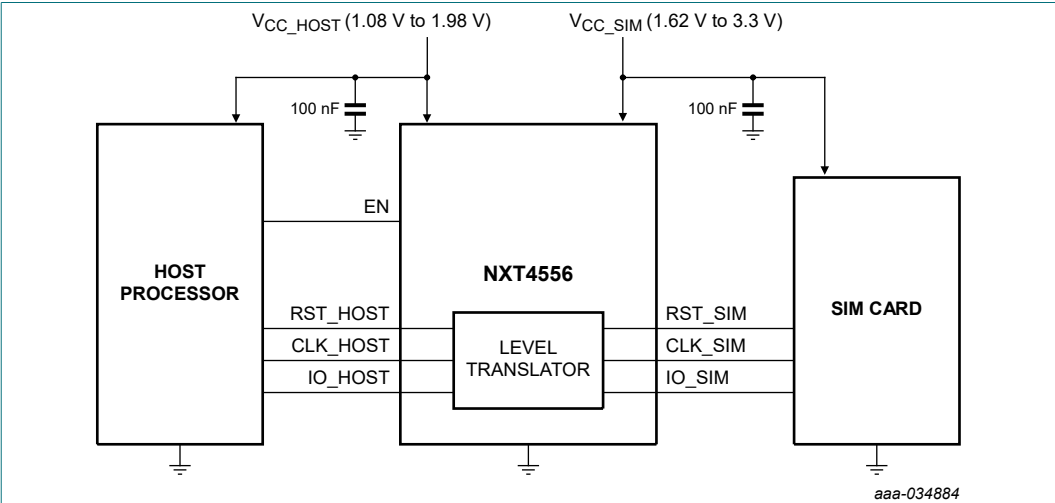 VCC_HOST (1.08 V to 1.98 V)
VCC_SIM (1.62 V to 3.3 V)
100 nF
100 nF
EN
HOST
PROCESSOR
NXT4556
SIM CARD
RST_HOST
CLK_HOST
IO_HOST
LEVEL
TRANSLATOR
RST_SIM
CLK_SIM
IO_SIM
aaa-034884